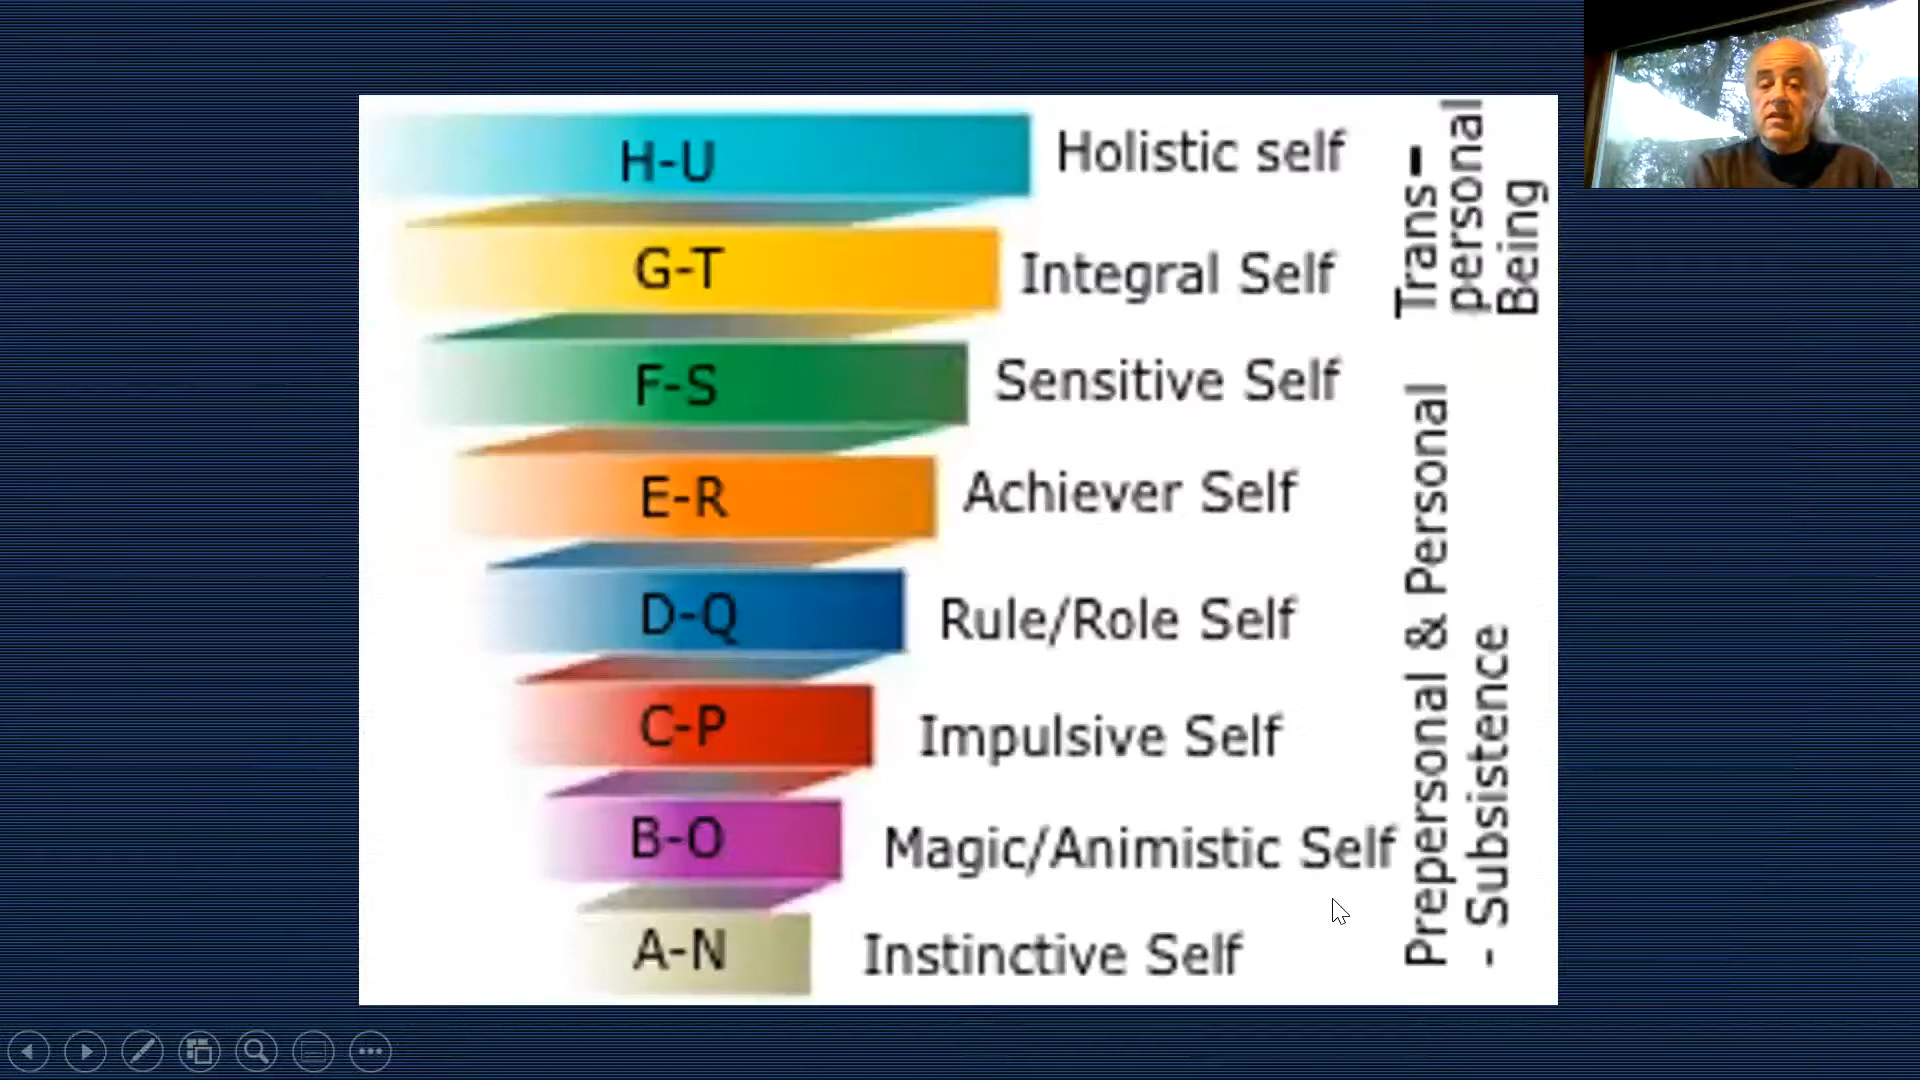 H-U Holistic self
G-T Integral Self
F-S Sensitive Self
E-R Achiever Self
D-Q Rule/Role Self
C-P Impulsive Self
B-O Magic/Animistic Self
A-N Instinctive Self
Trans-
personal
Being
Prepersonal & Personal
- Subsistence